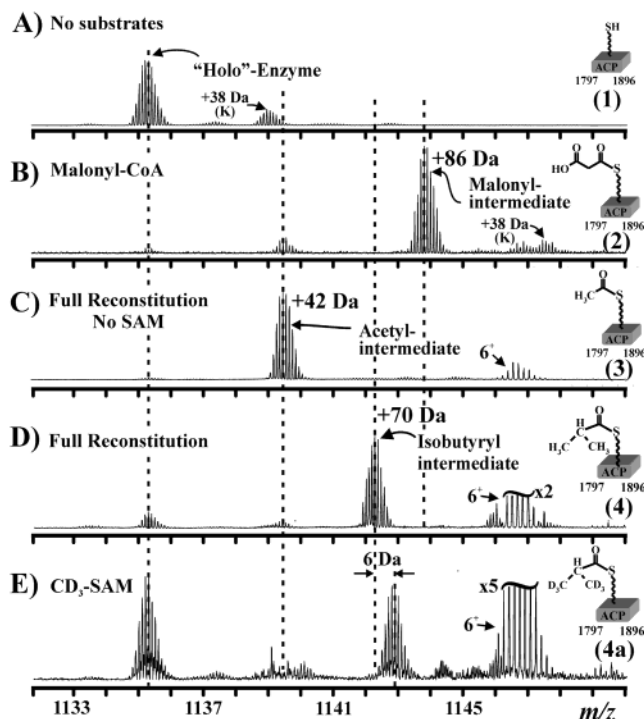 A) No substrates
"Holo"-Enzyme
+38 Da
(K)
SH
ACP
1797 1896
(1)
B) Malonyl-CoA
+86 Da
Malonyl-
intermediate
+38 Da
(K)
O O
HO S
ACP
1797 1896
(2)
C) Full Reconstitution
No SAM
+42 Da
Acetyl-
intermediate
6+
O
H3C S
ACP
1797 1896
(3)
D) Full Reconstitution
+70 Da
Isobutyryl
intermediate
6+
x2
H O
S
H3C CH3
ACP
1797 1896
(4)
E) CD3-SAM
6 Da
x5
6+
H O
S
D3C CD3
ACP
1797 1896
(4a)
1133 1137 1141 1145 m/z